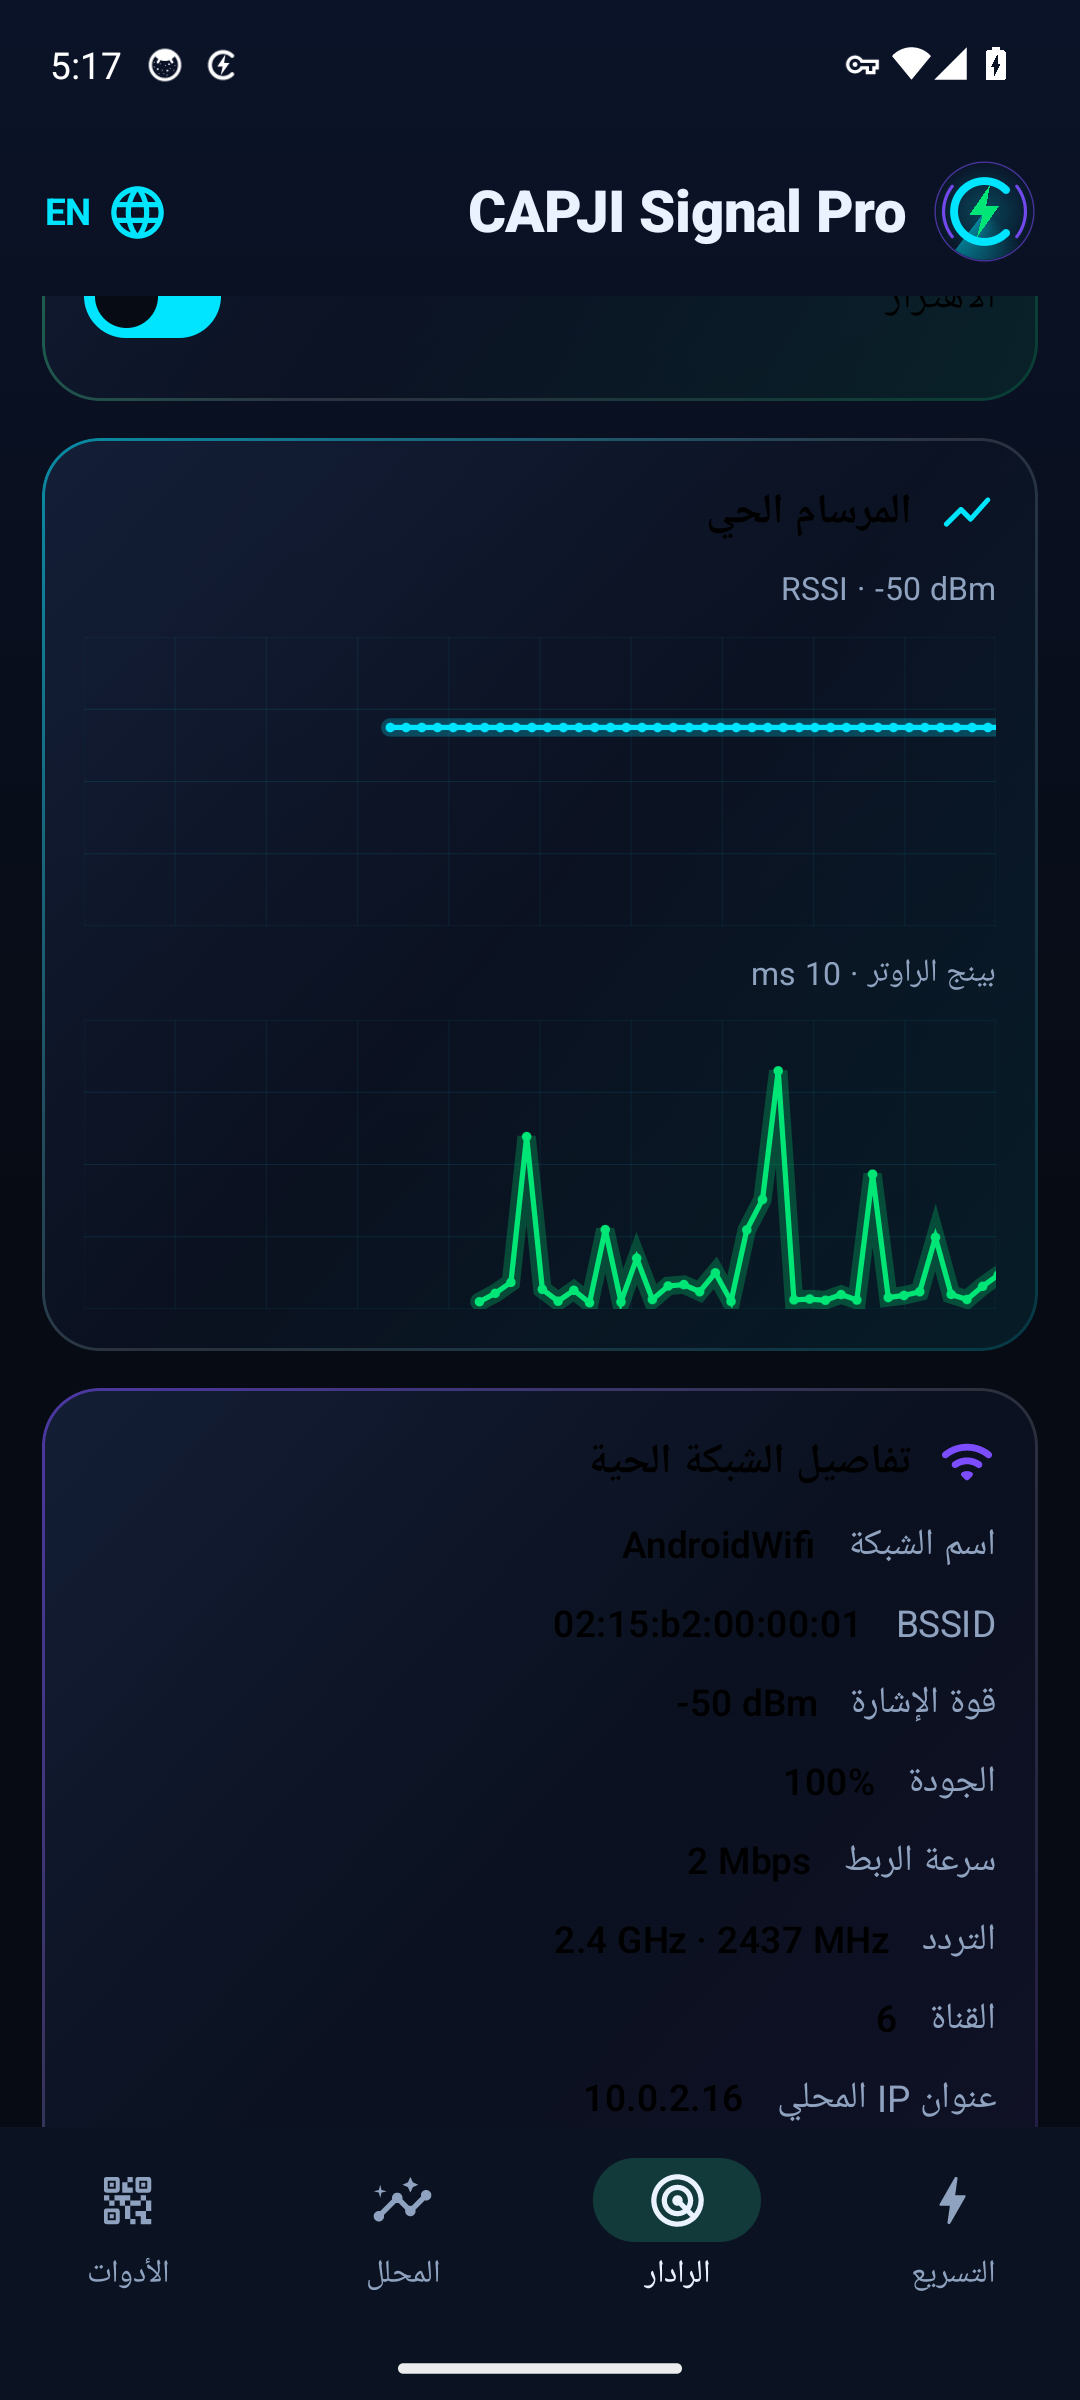 5:17
CAPJI Signal Pro
EN
الاهتزاز
المرسام الحي
RSSI · -50 dBm
بينج الراوتر · 10 ms
تفاصيل الشبكة الحية
اسم الشبكة AndroidWifi
BSSID 02:15:b2:00:00:01
قوة الإشارة -50 dBm
الجودة 100%
سرعة الربط 2 Mbps
التردد 2.4 GHz · 2437 MHz
القناة 6
عنوان IP المحلي 10.0.2.16
التسريع
الرادار
المحلل
الأدوات